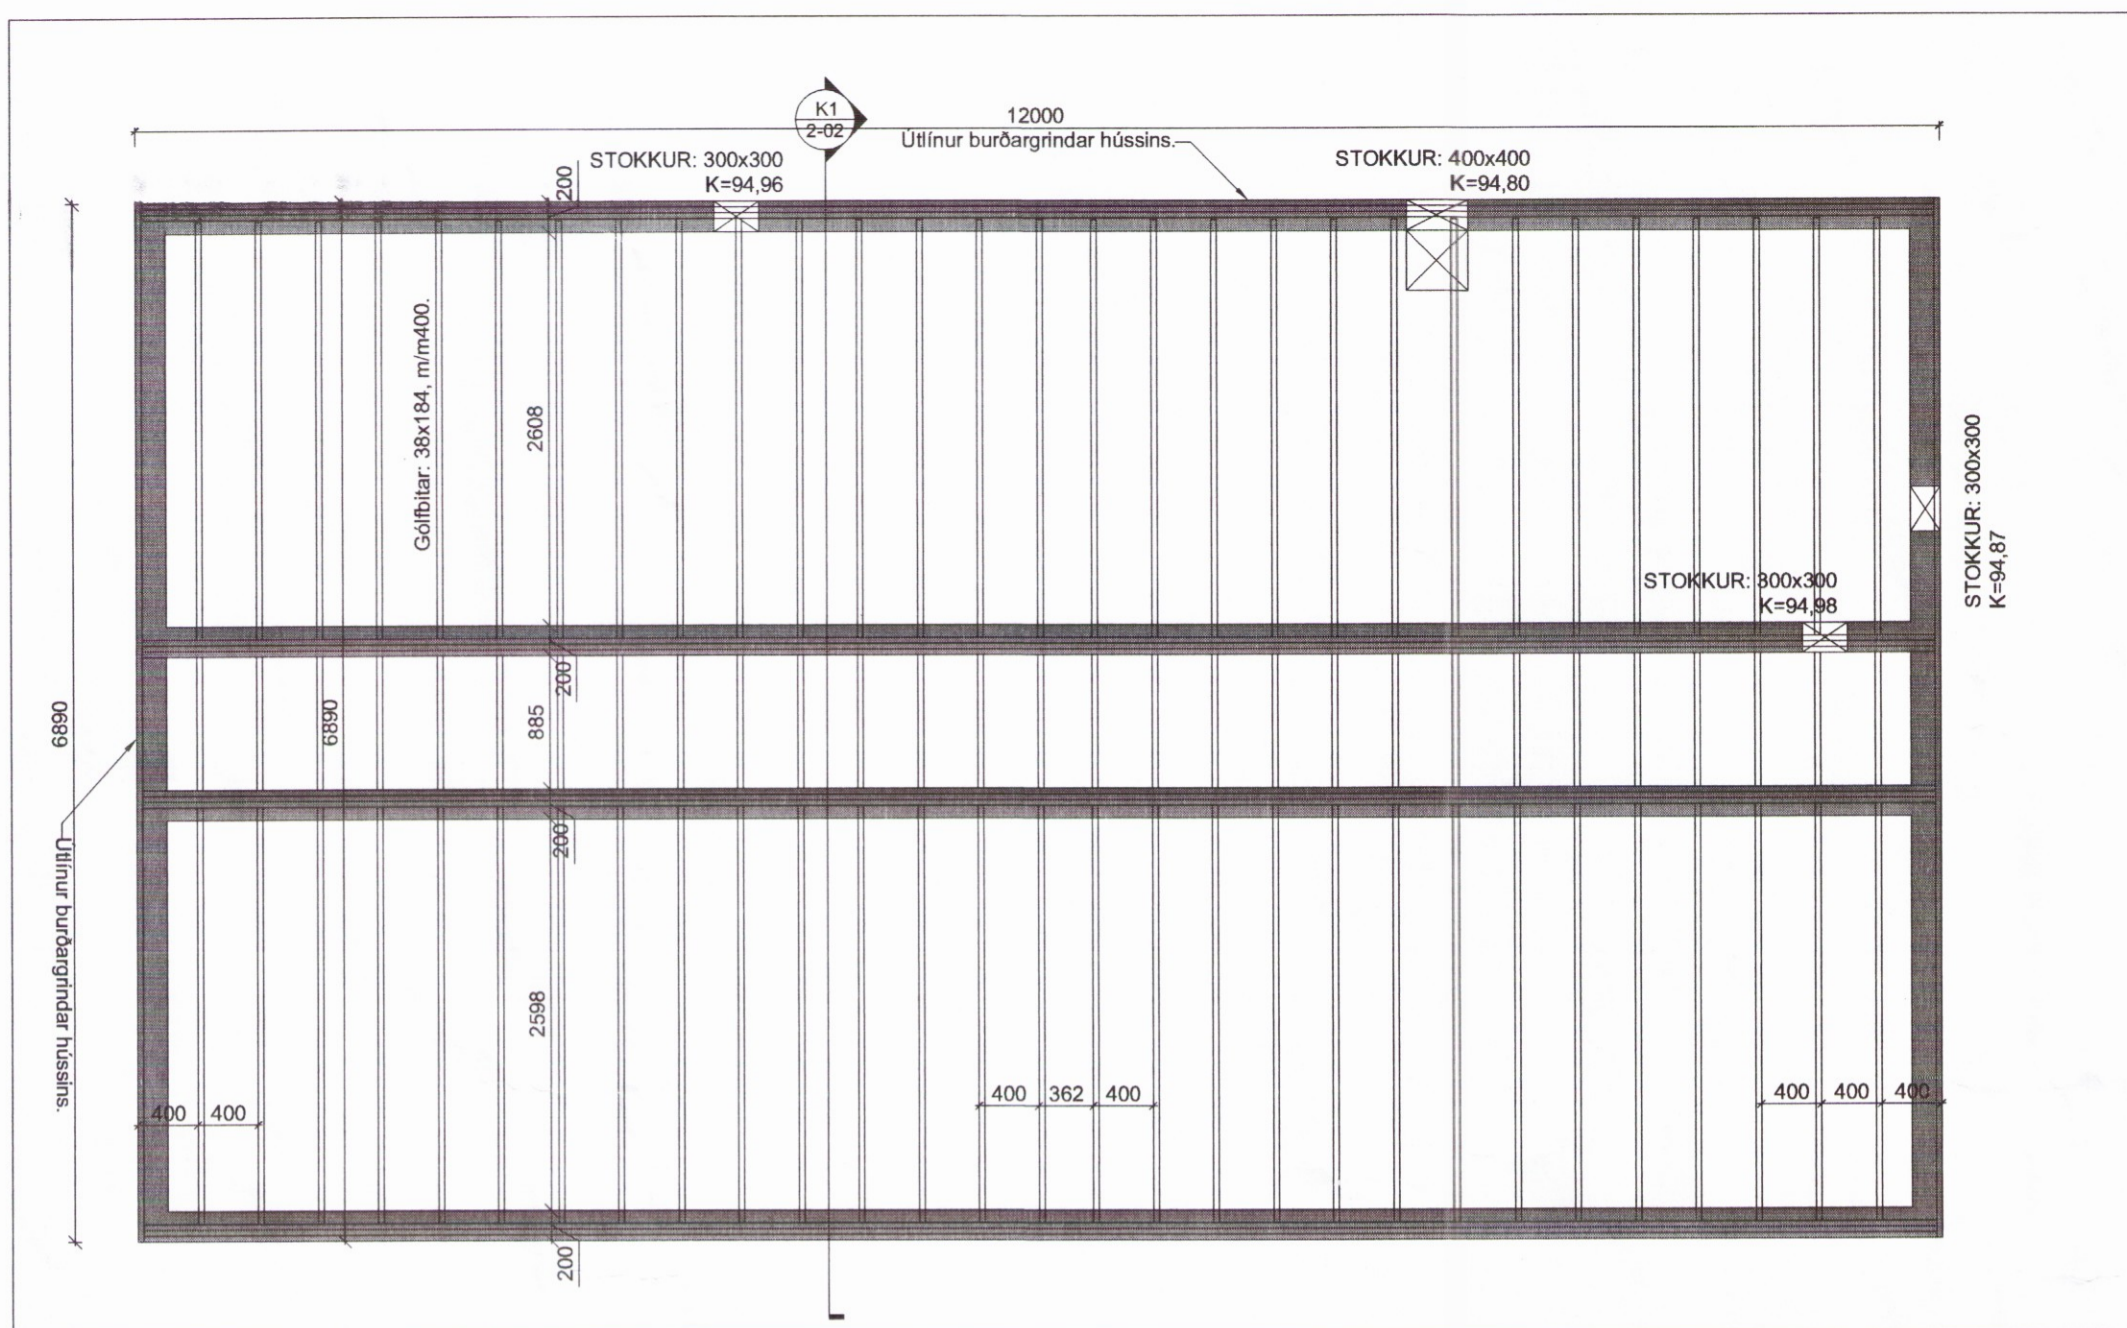 K1
2-02
12000
Útlínur burðargrindar hússins.
STOKKUR: 300x300
K=94,96
STOKKUR: 400x400
K=94,80
200
Gólfbitar: 38x184, m/m400.
2608
STOKKUR: 300x300
K=94,87
STOKKUR: 300x300
K=94,98
200
6890
6890
885
200
Útlínur burðargrindar hússins.
2598
400
400
400
362
400
400
400
400
200